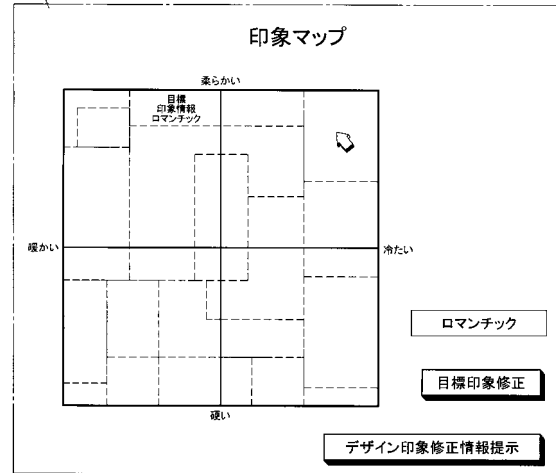 印象マップ
柔らかい
目標
印象情報
ロマンチック
暖かい
冷たい
硬い
ロマンチック
目標印象修正
デザイン印象修正情報提示